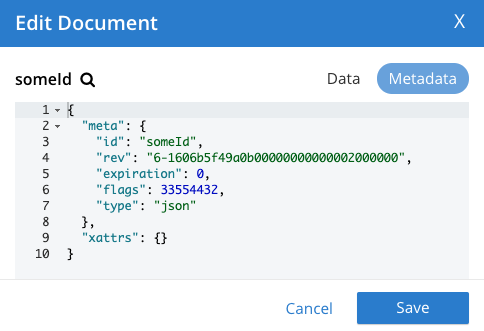 Edit Document X
someId Data Metadata
1 {
2 "meta": {
3 "id": "someId",
4 "rev": "6-1606b5f49a0b00000000000002000000",
5 "expiration": 0,
6 "flags": 33554432,
7 "type": "json"
8 },
9 "xattrs": {}
10 }
Cancel Save